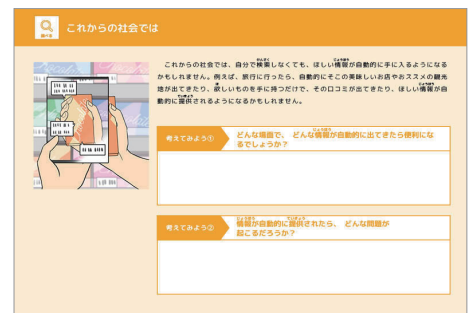 これからの社会では
これからの社会では、自分で検索しなくても、ほしい情報が自動的に手に入るようになる
かもしれません。例えば、旅行に行ったら、自動的にそこの美味しいお店やおススメの観光
地が出てきたり、欲しいものを手に持つだけで、その口コミが出てきたり、ほしい情報が自
動的に提供されるようになるかもしれません。
考えてみよう①
どんな場面で、どんな情報が自動的に出てきたら便利にな
るでしょうか？
考えてみよう②
情報が自動的に提供されたら、どんな問題が
起こるだろうか？